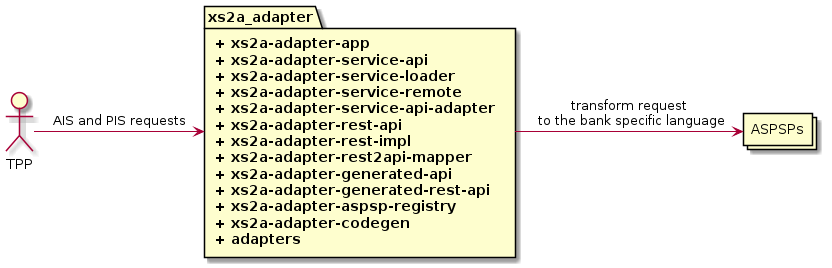 xs2a_adapter
+ xs2a-adapter-app
+ xs2a-adapter-service-api
+ xs2a-adapter-service-loader
+ xs2a-adapter-service-remote
+ xs2a-adapter-service-api-adapter
+ xs2a-adapter-rest-api
+ xs2a-adapter-rest-impl
+ xs2a-adapter-rest2api-mapper
+ xs2a-adapter-generated-api
+ xs2a-adapter-generated-rest-api
+ xs2a-adapter-aspsp-registry
+ xs2a-adapter-codegen
+ adapters
TPP
AIS and PIS requests
transform request
to the bank specific language
ASPSPs